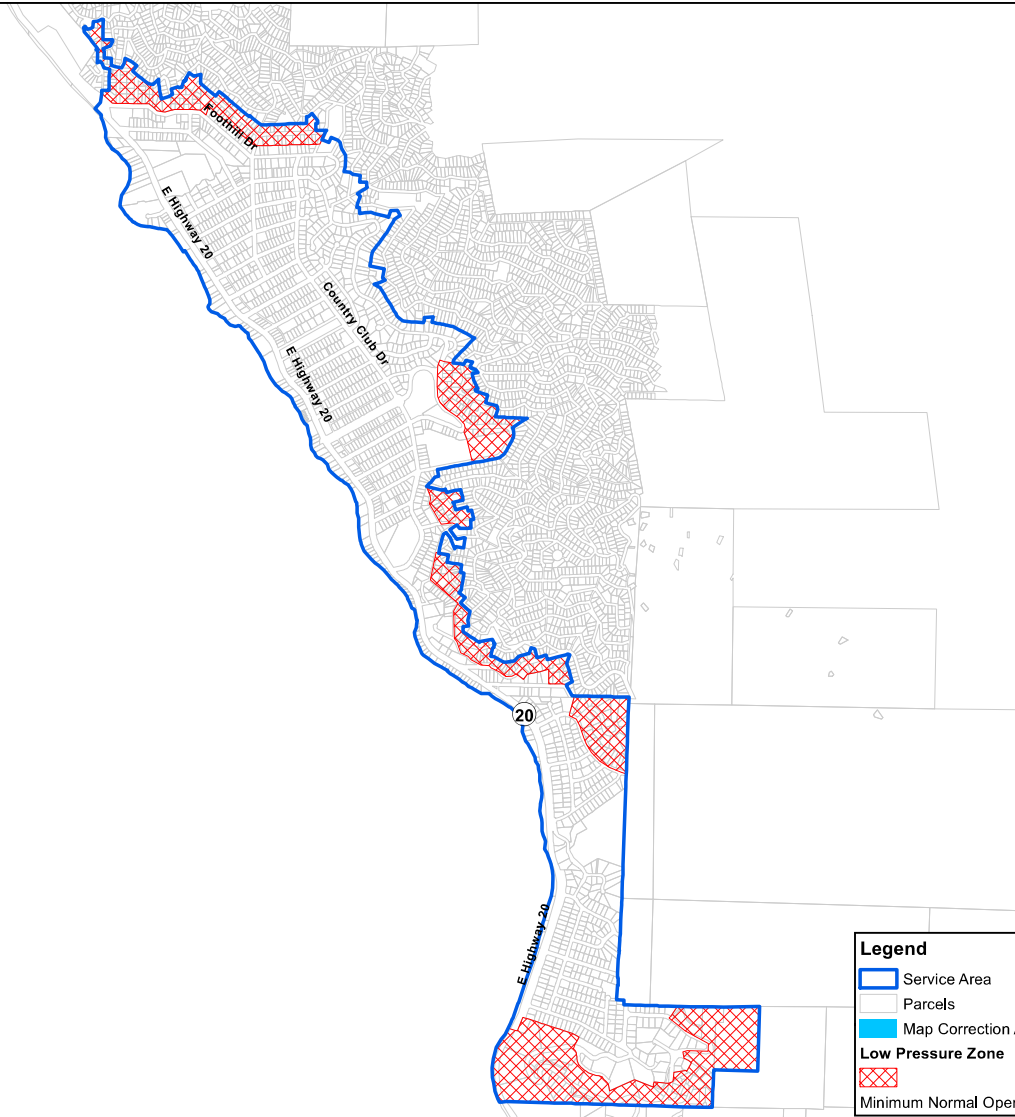 Foothill Dr
E Highway 20
Country Club Dr
E Highway 20
20
E Highway 20
Legend
Service Area
Parcels
Map Correction
Low Pressure Zone
Minimum Normal